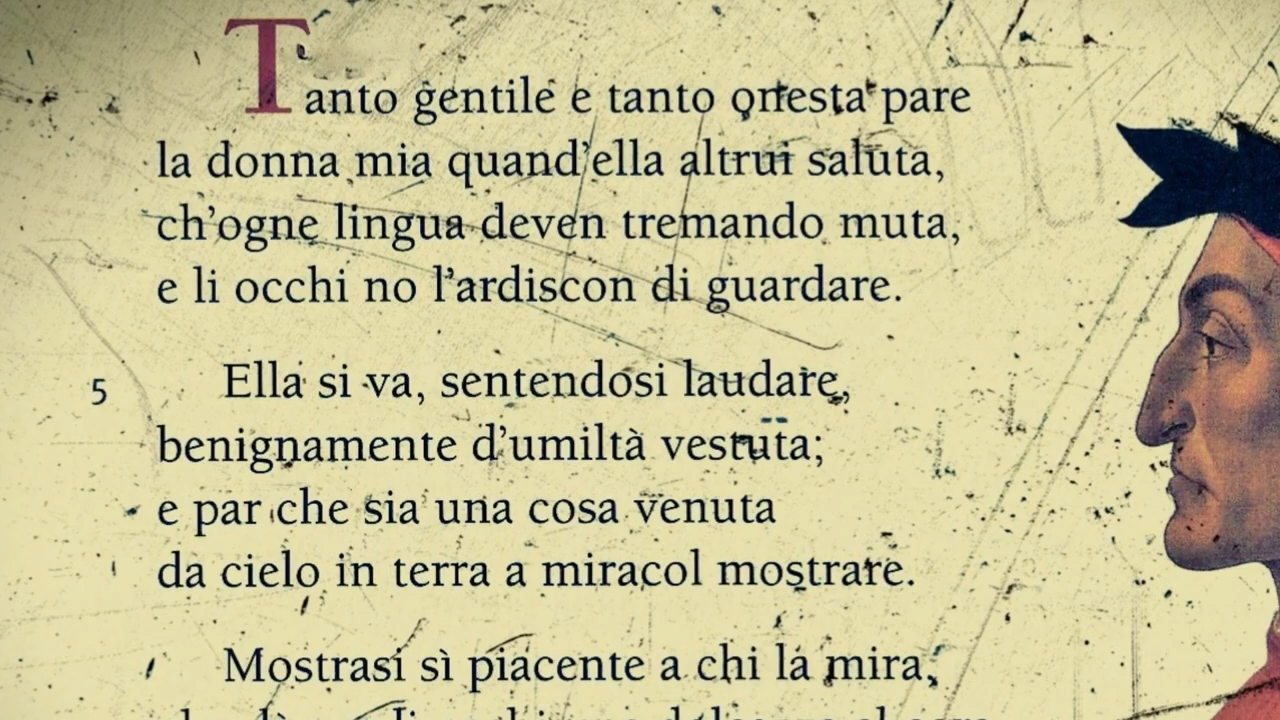 Tanto gentile e tanto onesta pare
la donna mia quand'ella altrui saluta,
ch'ogne lingua deven tremando muta,
e li occhi no l'ardiscon di guardare.
5 Ella si va, sentendosi laudare,
benignamente d'umiltà vestuta;
e par che sia una cosa venuta
da cielo in terra a miracol mostrare.
Mostrasi sì piacente a chi la mira,